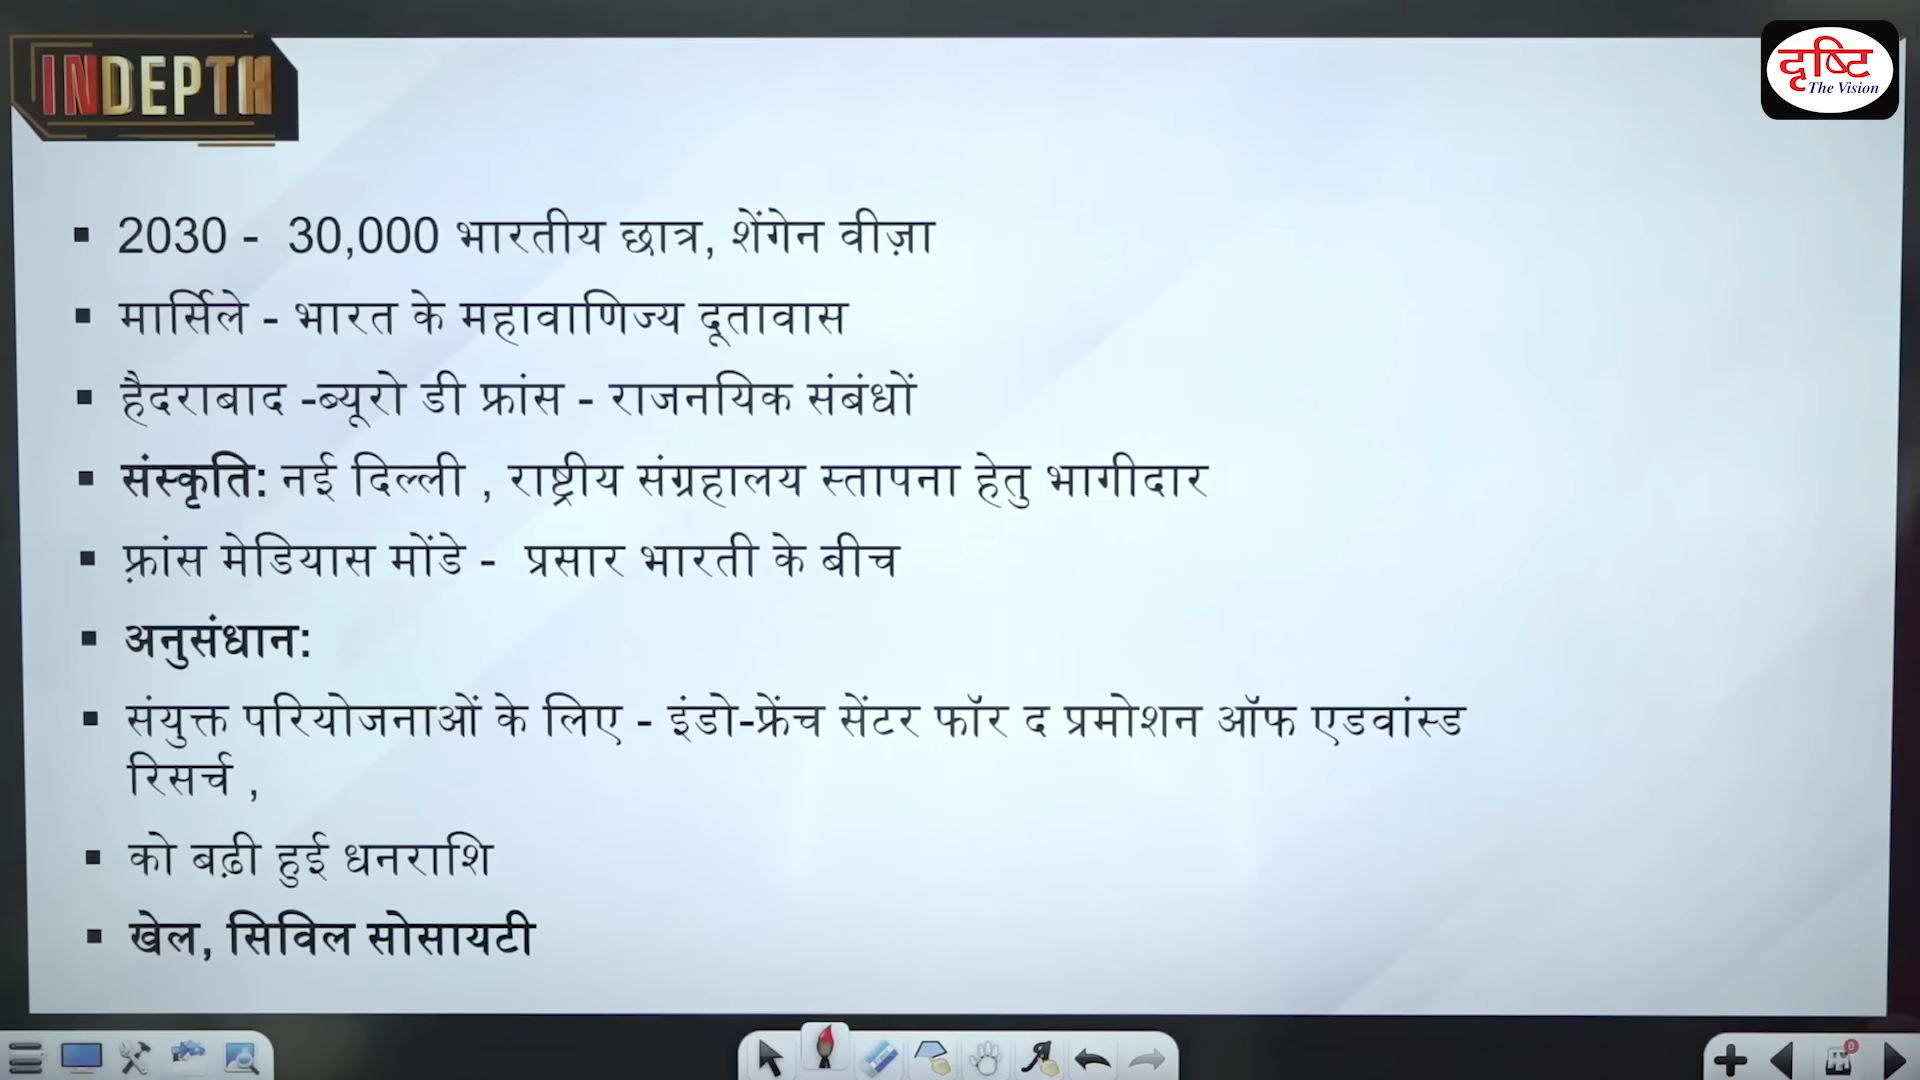 INDEPTH
दृष्टि
The Vision
▪ 2030 - 30,000 भारतीय छात्र, शेंगेन वीज़ा
▪ मार्सिले - भारत के महावाणिज्य दूतावास
▪ हैदराबाद -ब्यूरो डी फ्रांस - राजनयिक संबंधों
▪ संस्कृति: नई दिल्ली , राष्ट्रीय संग्रहालय स्तापना हेतु भागीदार
▪ फ़्रांस मेडियास मोंडे - प्रसार भारती के बीच
▪ अनुसंधान:
▪ संयुक्त परियोजनाओं के लिए - इंडो-फ्रेंच सेंटर फॉर द प्रमोशन ऑफ एडवांस्ड
रिसर्च ,
▪ को बढ़ी हुई धनराशि
▪ खेल, सिविल सोसायटी
0